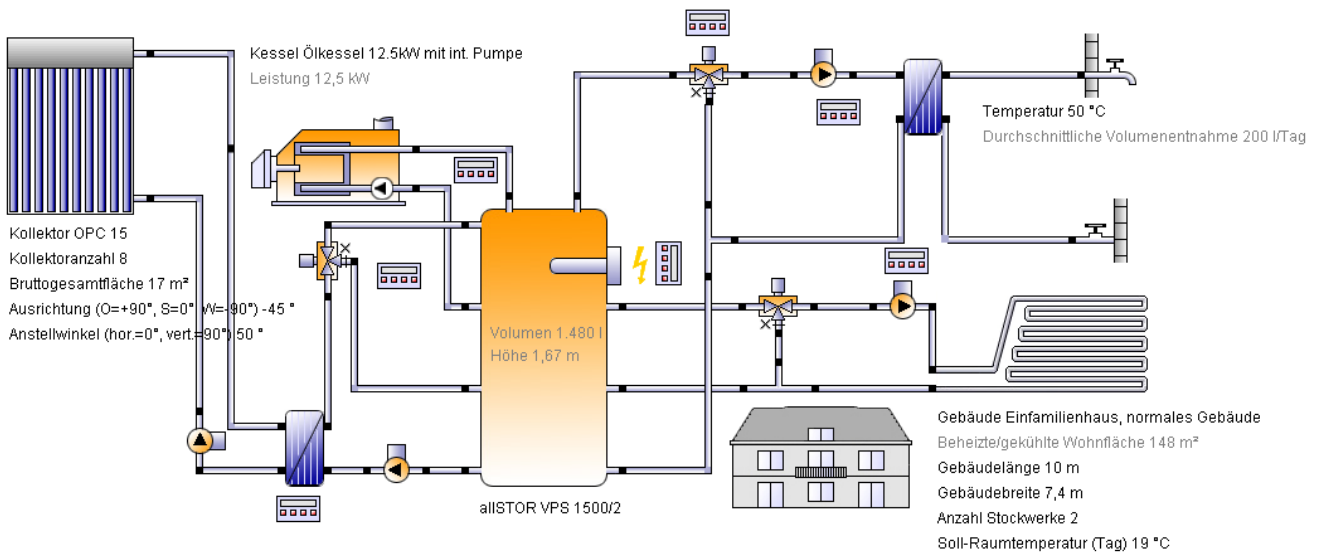 Kessel Ölkessel 12.5kW mit int. Pumpe
Leistung 12,5 kW
Temperatur 50 °C
Durchschnittliche Volumenentnahme 200 l/Tag
Kollektor OPC 15
Kollektoranzahl 8
Bruttogesamtfläche 17 m²
Ausrichtung (O=+90°, S=0°, W=-90°) -45 °
Anstellwinkel (hor.=0°, vert.=90°) 50 °
Volumen 1.480 l
Höhe 1,67 m
allSTOR VPS 1500/2
Gebäude Einfamilienhaus, normales Gebäude
Beheizte/gekühlte Wohnfläche 148 m²
Gebäudelänge 10 m
Gebäudebreite 7,4 m
Anzahl Stockwerke 2
Soll-Raumtemperatur (Tag) 19 °C